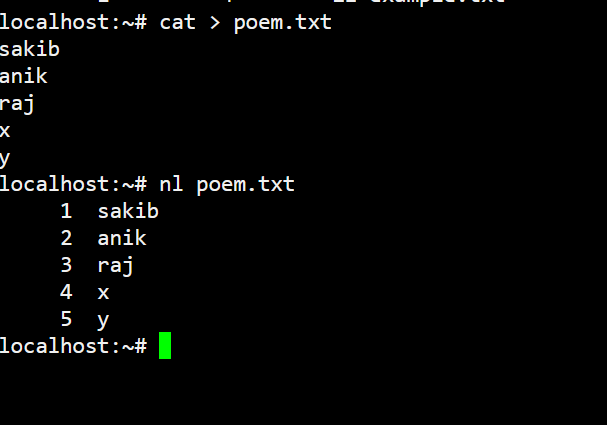 localhost:~# cat > poem.txt
sakib
anik
raj
x
y
localhost:~# nl poem.txt
1 sakib
2 anik
3 raj
4 x
5 y
localhost:~#